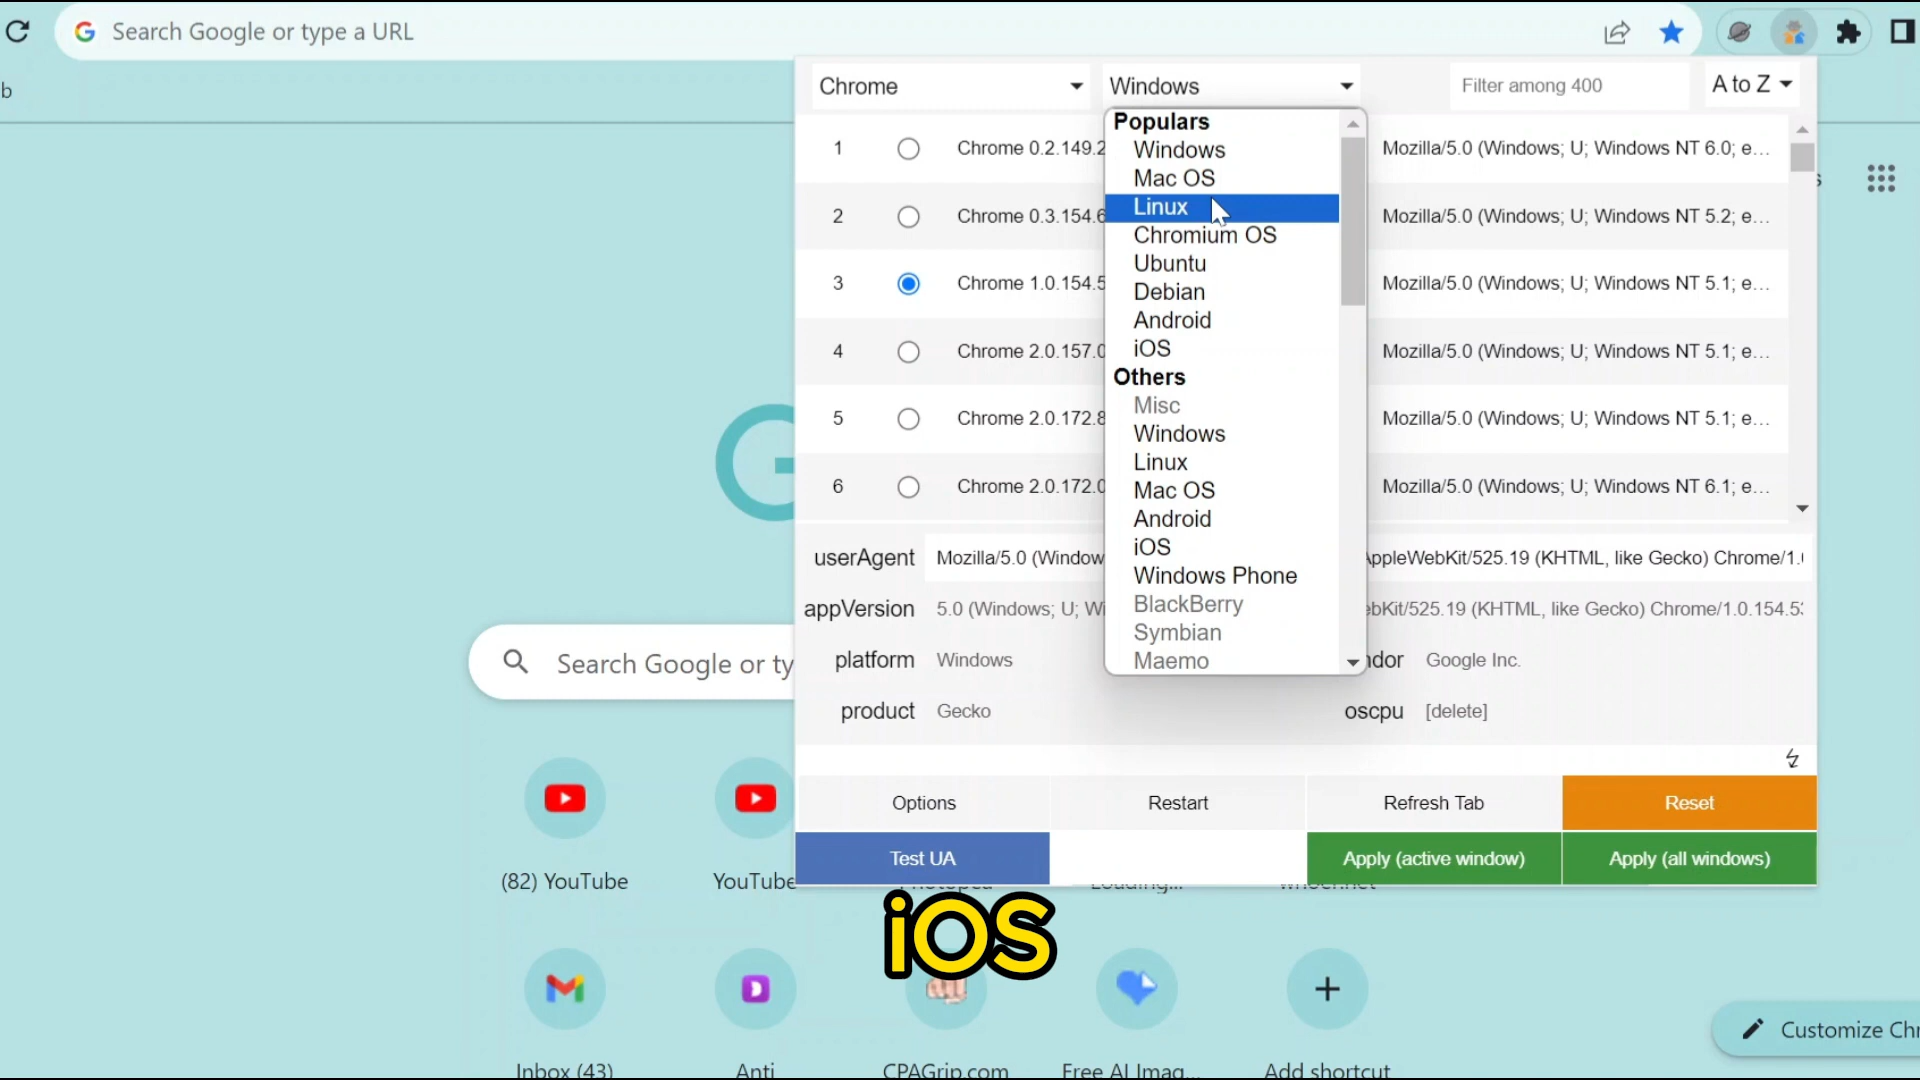 Search Google or type a URL
b
Chrome
Windows
Filter among 400
A to Z
Populars
Windows
Mac OS
Linux
Chromium OS
Ubuntu
Debian
Android
iOS
Others
Misc
Windows
Linux
Mac OS
Android
iOS
Windows Phone
BlackBerry
Symbian
Maemo
1 Chrome 0.2.149.2 Mozilla/5.0 (Windows; U; Windows NT 6.0; e...
2 Chrome 0.3.154.6 Mozilla/5.0 (Windows; U; Windows NT 5.2; e...
3 Chrome 1.0.154.5 Mozilla/5.0 (Windows; U; Windows NT 5.1; e...
4 Chrome 2.0.157.0 Mozilla/5.0 (Windows; U; Windows NT 5.1; e...
5 Chrome 2.0.172.8 Mozilla/5.0 (Windows; U; Windows NT 5.1; e...
6 Chrome 2.0.172.0 Mozilla/5.0 (Windows; U; Windows NT 6.1; e...
userAgent Mozilla/5.0 (Window AppleWebKit/525.19 (KHTML, like Gecko) Chrome/1.
appVersion 5.0 (Windows; U; Wi ebKit/525.19 (KHTML, like Gecko) Chrome/1.0.154.5
platform Windows ndor Google Inc.
product Gecko oscpu [delete]
Options Restart Refresh Tab Reset
Test UA Apply (active window) Apply (all windows)
G
Search Google or ty
(82) YouTube
YouTube
Photopea
Loading...
whoer.net
iOS
Inbox (43)
Anti
CPAGrip.com
Free AI Imag...
Add shortcut
Customize Chr